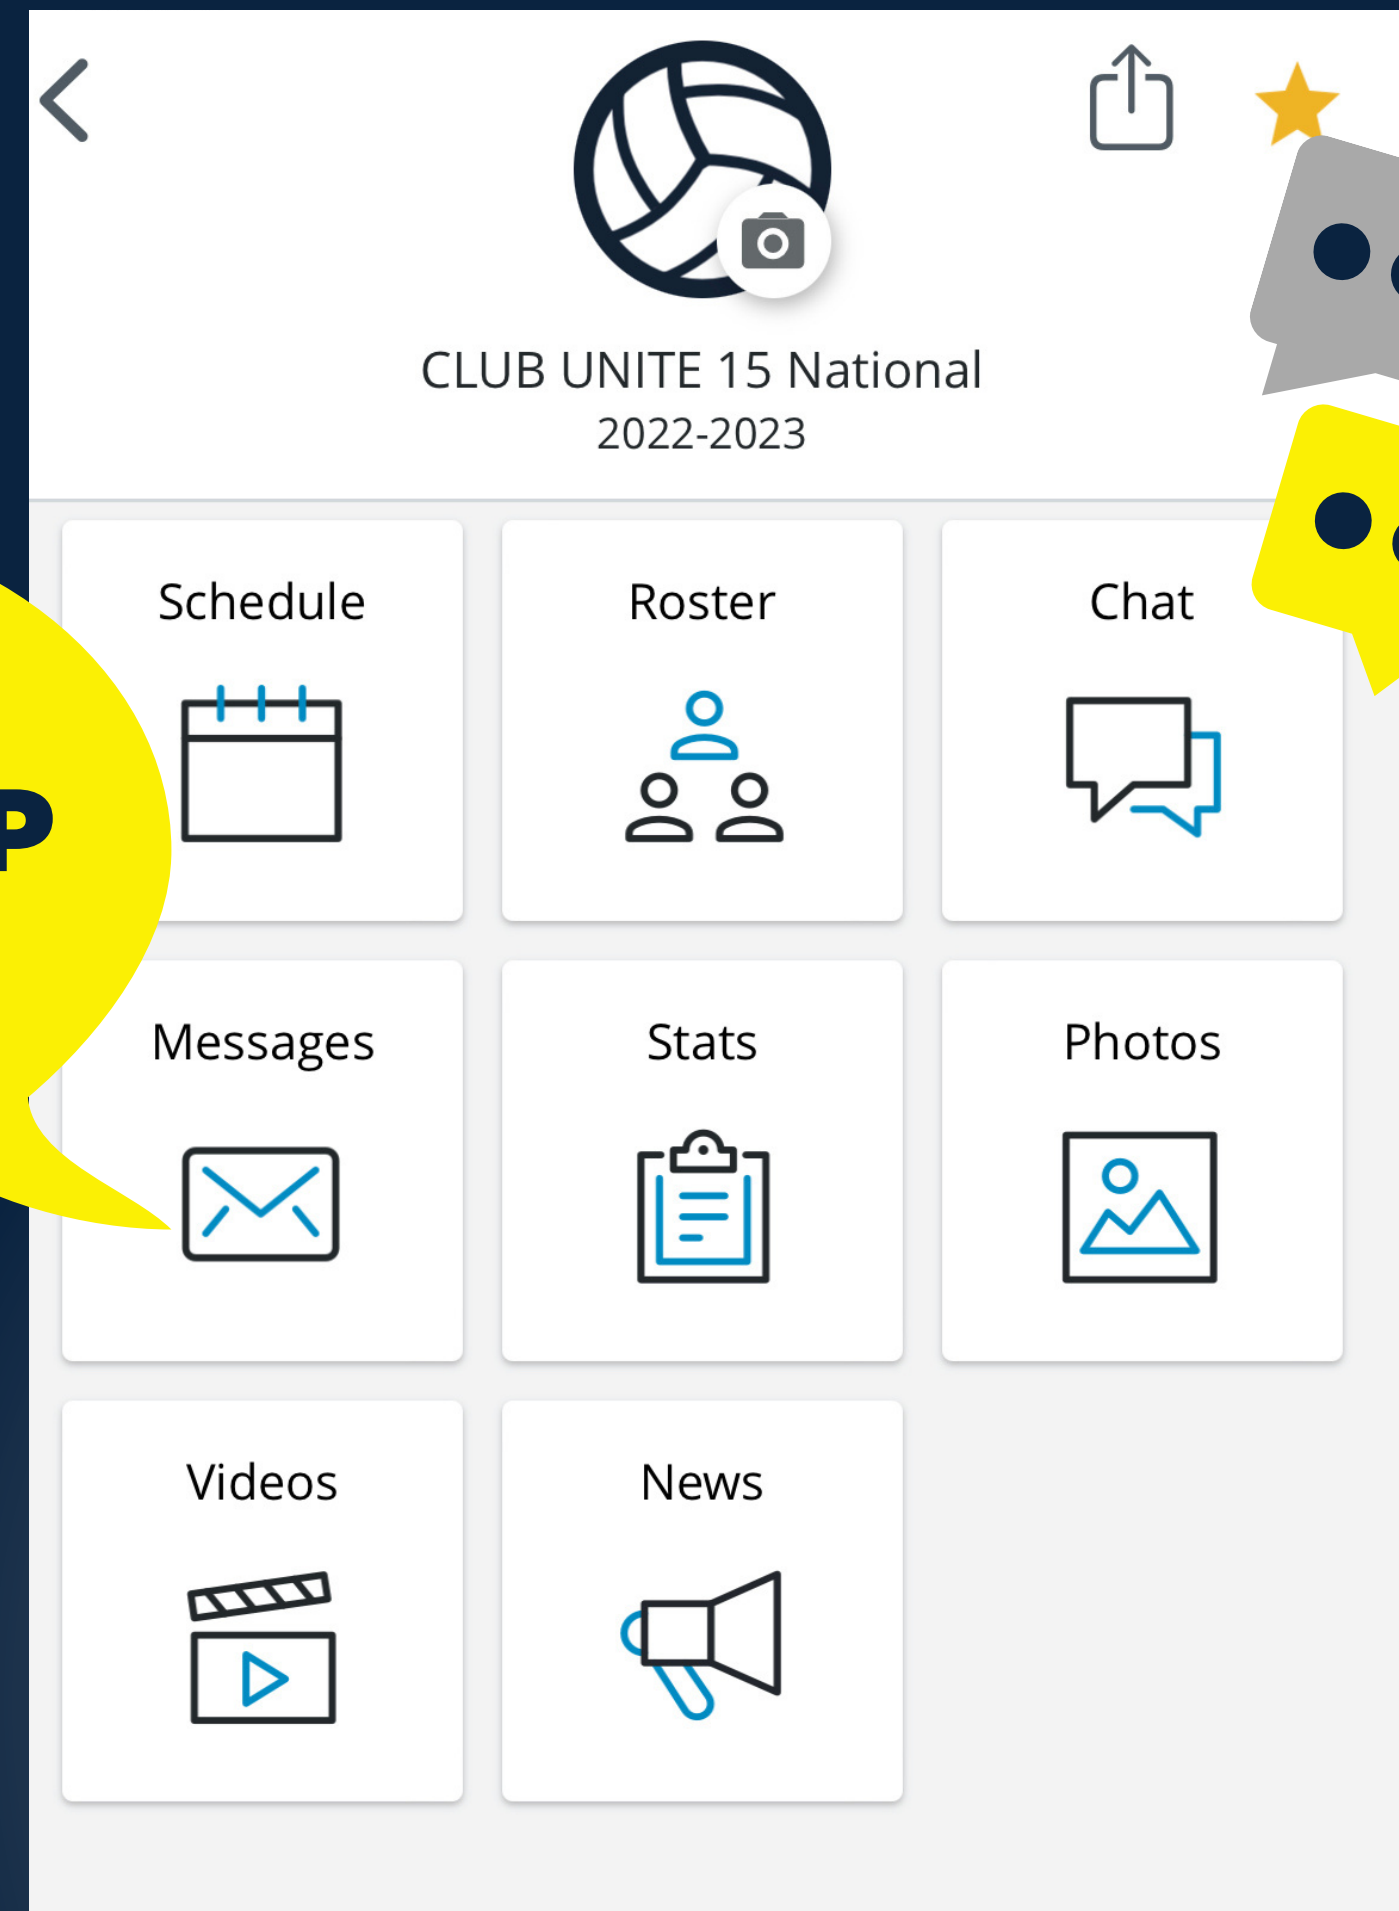 CLUB UNITE 15 National
2022-2023
Schedule
Roster
Chat
P
Messages
Stats
Photos
Videos
News